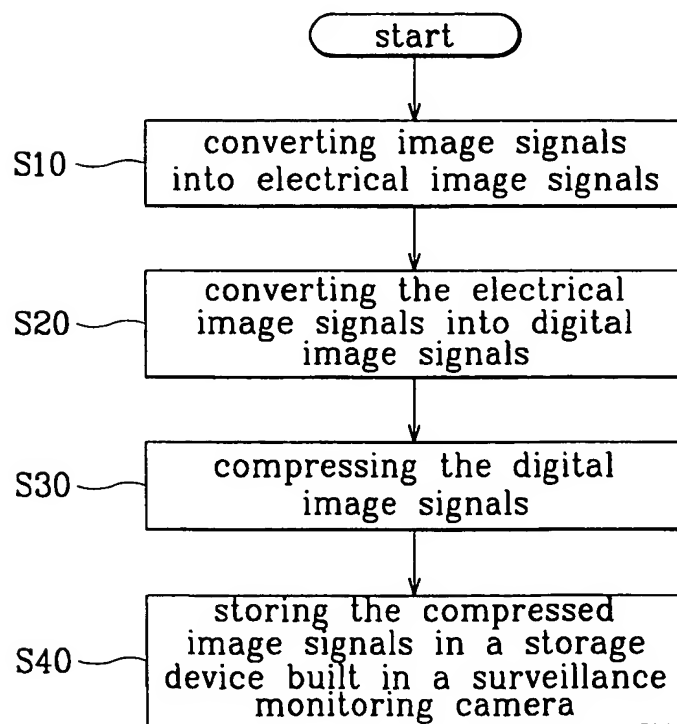 start
S10
converting image signals
into electrical image signals
S20
converting the electrical
image signals into digital
image signals
S30
compressing the digital
image signals
S40
storing the compressed
image signals in a storage
device built in a surveillance
monitoring camera